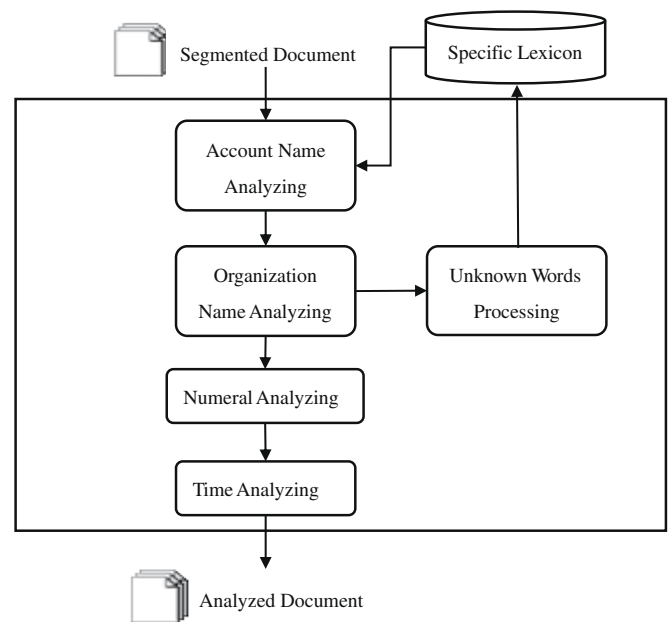 Segmented Document
Specific Lexicon
Account Name
Analyzing
Organization
Name Analyzing
Unknown Words
Processing
Numeral Analyzing
Time Analyzing
Analyzed Document